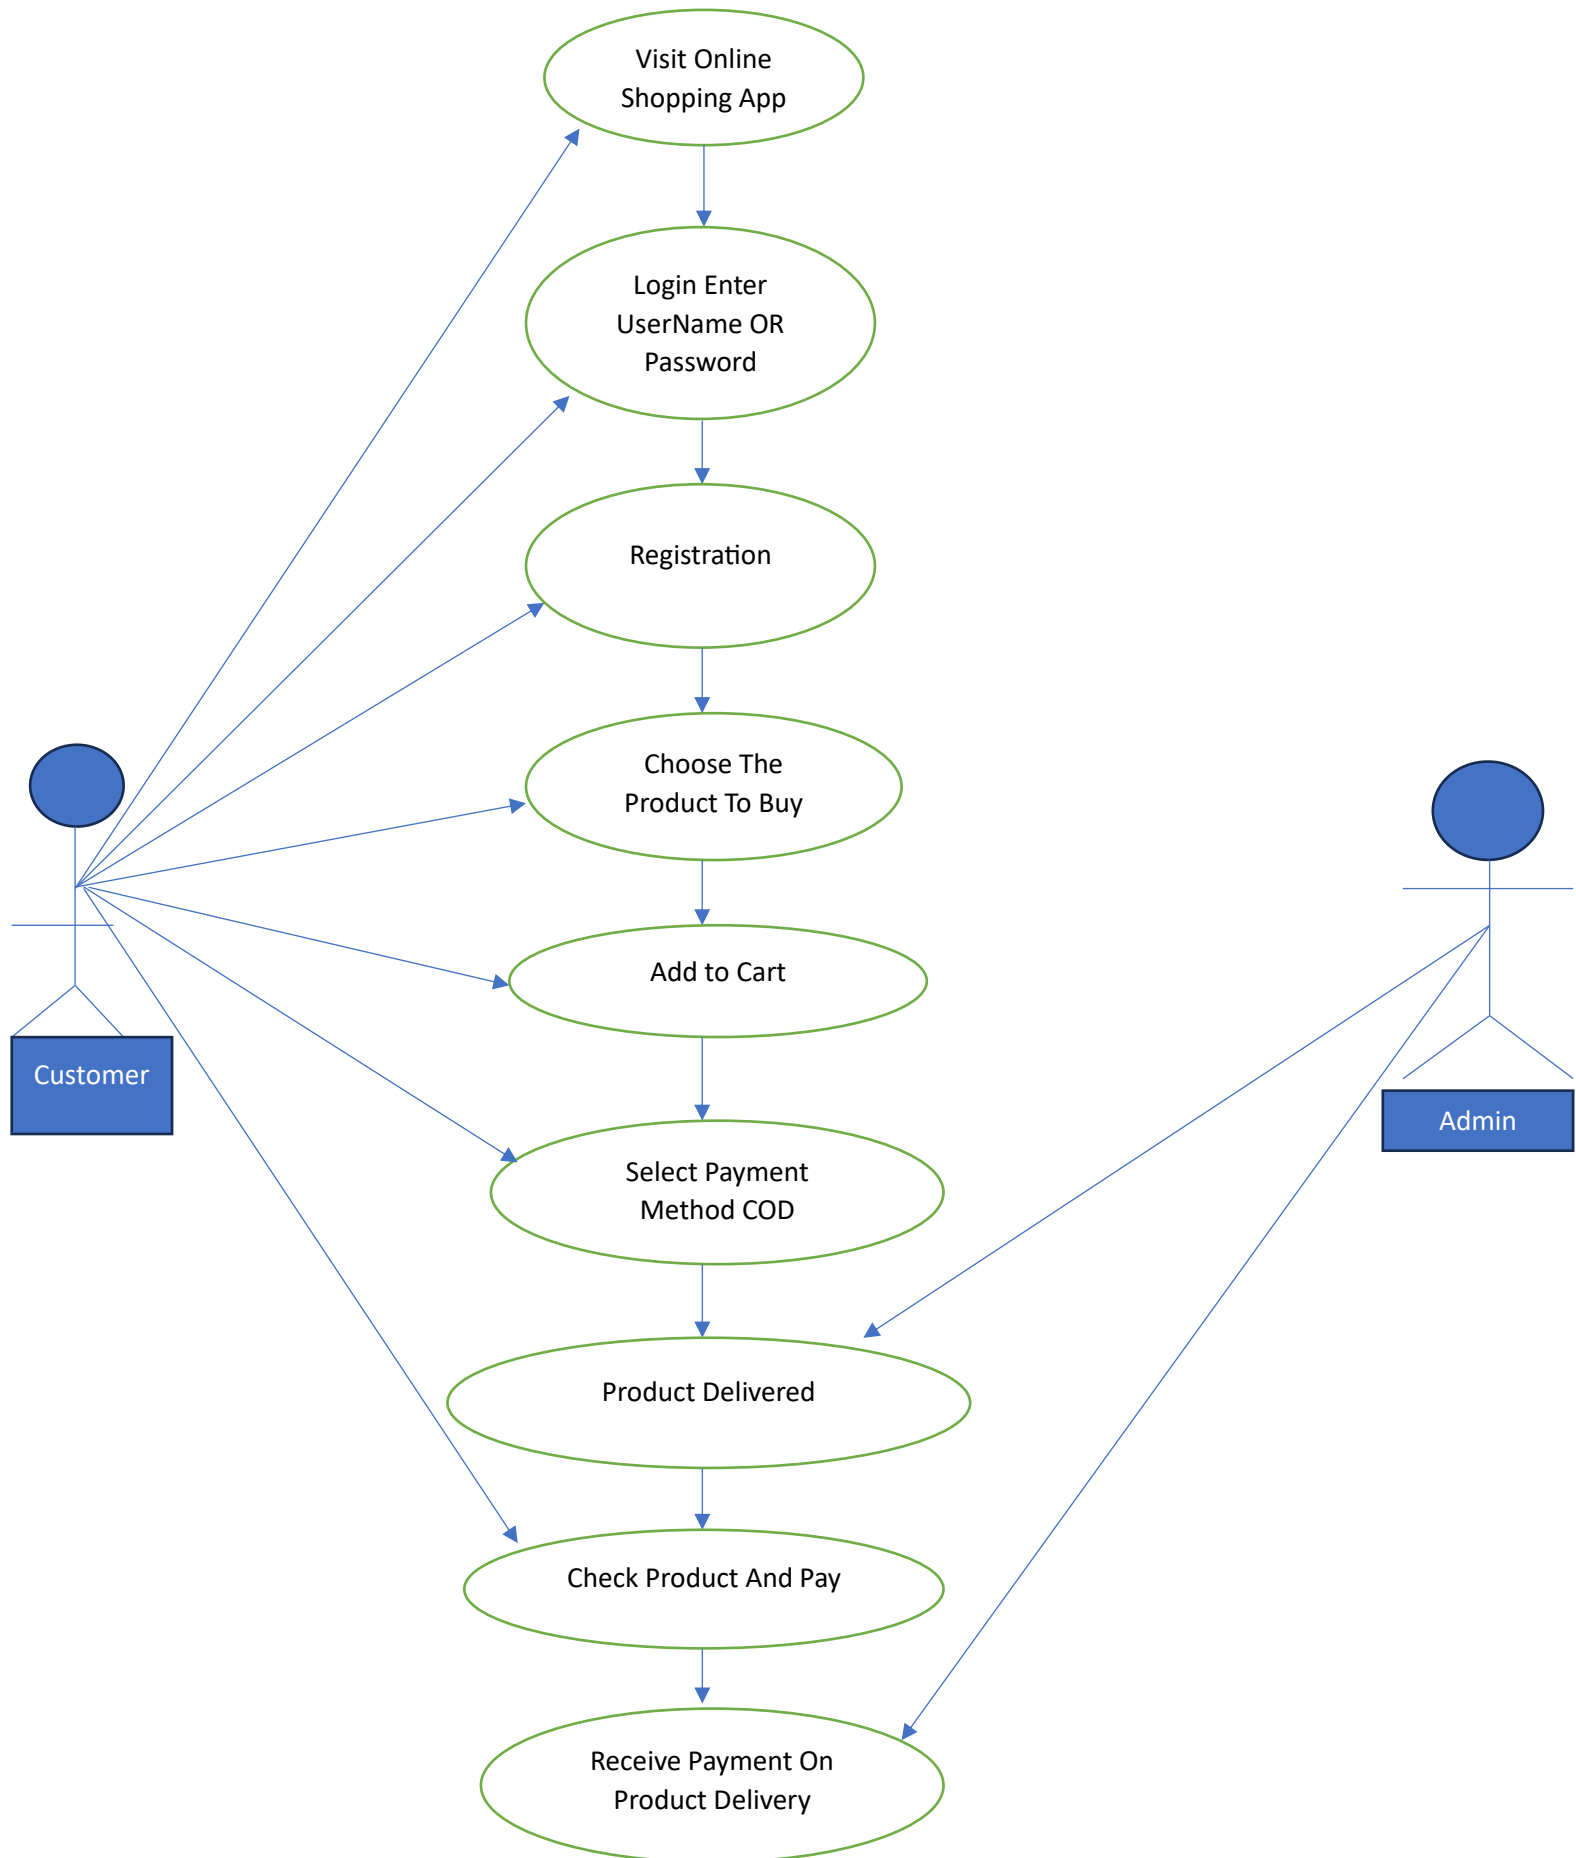 Visit Online
Shopping App
Login Enter
UserName OR
Password
Registration
Choose The
Product To Buy
Add to Cart
Customer
Admin
Select Payment
Method COD
Product Delivered
Check Product And Pay
Receive Payment On
Product Delivery